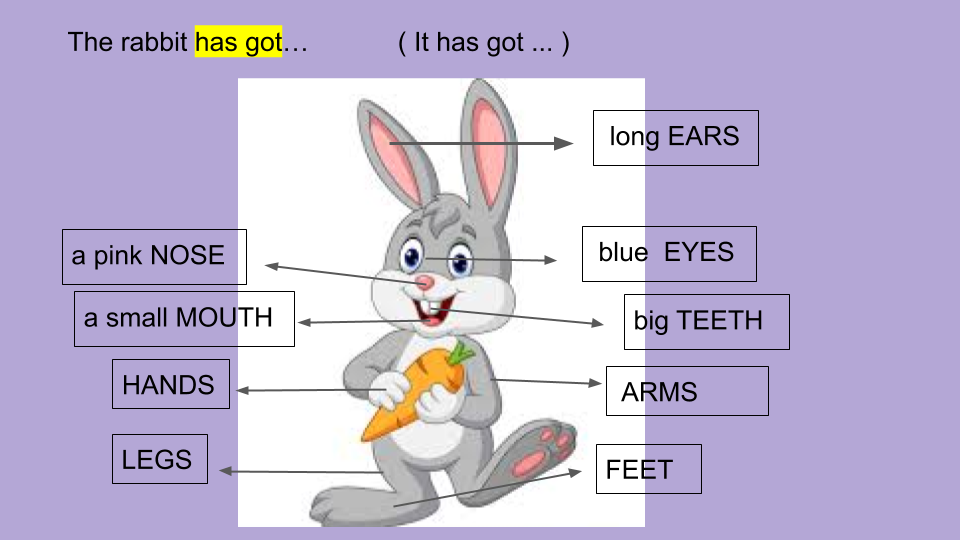 The rabbit has got… ( It has got ... )
long EARS
a pink NOSE
blue  EYES
a small MOUTH
big TEETH
HANDS
ARMS
LEGS
FEET